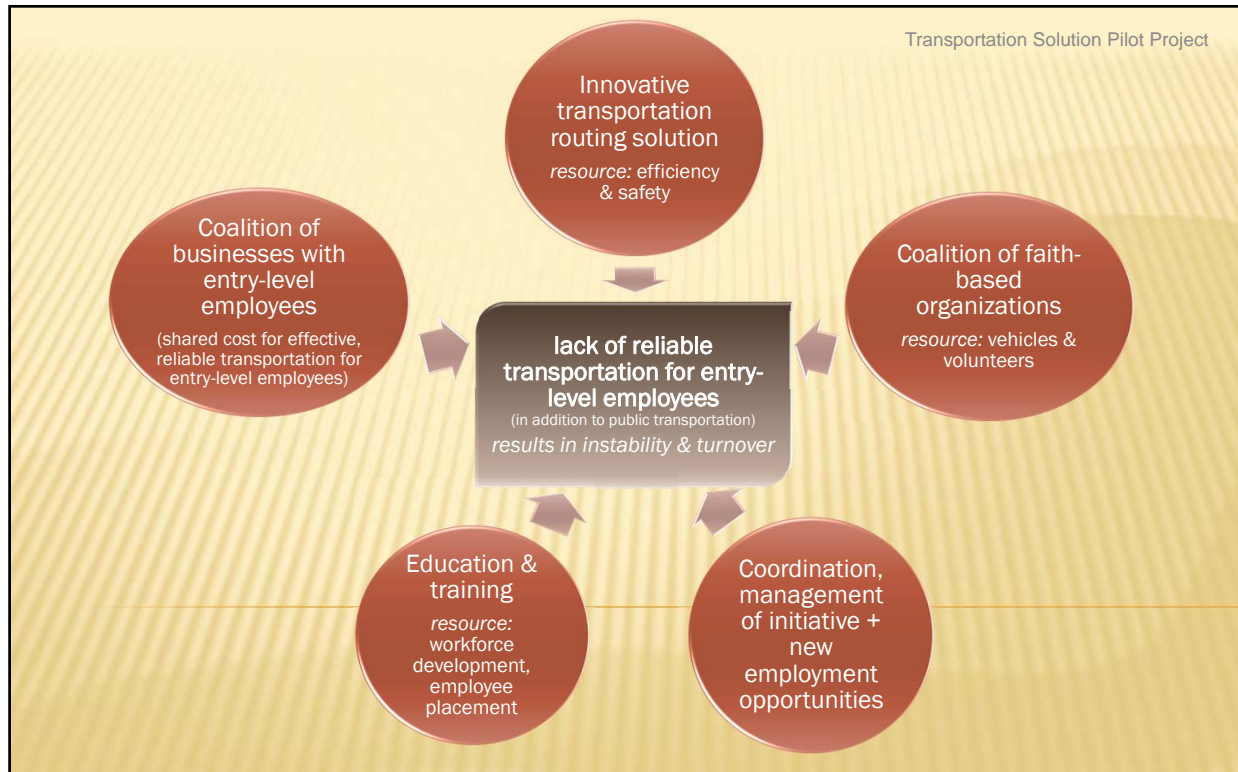 Transportation Solution Pilot Project
Innovative
transportation
routing solution
resource: efficiency
& safety
Coalition of
businesses with
entry-level
employees
(shared cost for effective,
reliable transportation for
entry-level employees)
Coalition of faith-
based
organizations
resource: vehicles &
volunteers
lack of reliable
transportation for entry-
level employees
(in addition to public transportation)
results in instability & turnover
Education &
training
resource:
workforce
development,
employee
placement
Coordination,
management
of initiative +
new
employment
opportunities